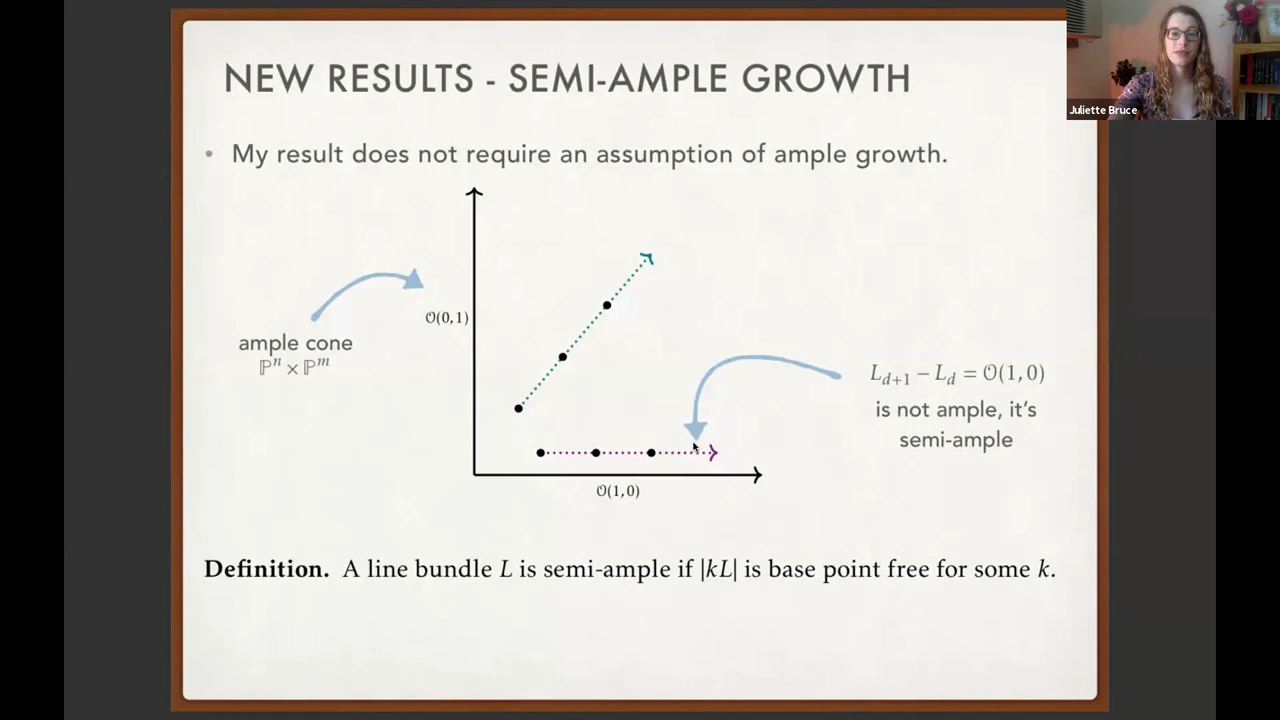 NEW RESULTS - SEMI-AMPLE GROWTH
Juliette Bruce
• My result does not require an assumption of ample growth.
𝒪(0,1)
ample cone
ℙⁿ × ℙᵐ
L_{d+1} − L_d = 𝒪(1,0)
is not ample, it's
semi-ample
𝒪(1,0)
Definition. A line bundle L is semi-ample if |kL| is base point free for some k.